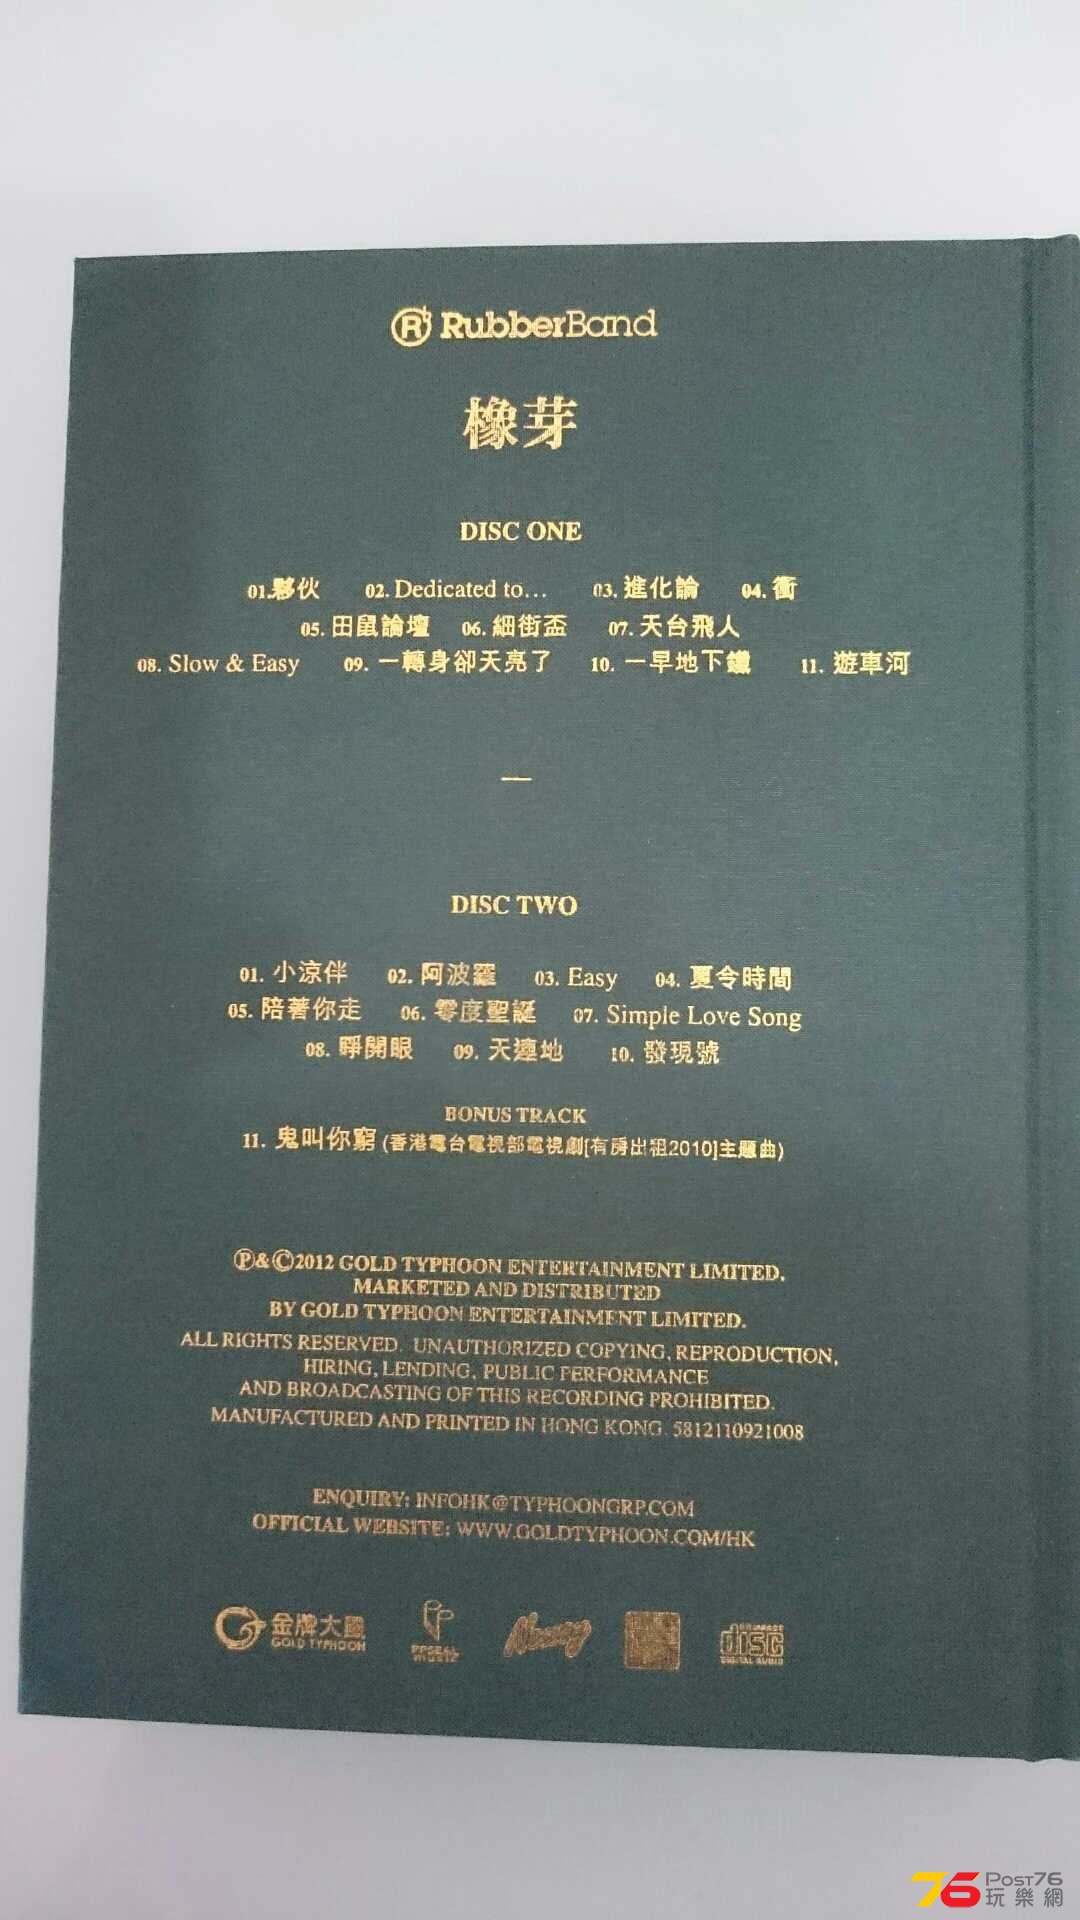 R RubberBand
橡芽
DISC ONE
01.夥伙 02. Dedicated to... 03. 進化論 04. 衝
05. 田鼠論壇 06. 細街盃 07. 天台飛人
08. Slow & Easy 09. 一轉身卻天亮了 10. 一早地下鐵 11. 遊車河
—
DISC TWO
01. 小涼伴 02. 阿波羅 03. Easy 04. 夏令時間
05. 陪著你走 06. 零度聖誕 07. Simple Love Song
08. 睜開眼 09. 天連地 10. 發現號
BONUS TRACK
11. 鬼叫你窮 (香港電台電視部電視劇[有房出租2010]主題曲)
Ⓟ&©2012 GOLD TYPHOON ENTERTAINMENT LIMITED.
MARKETED AND DISTRIBUTED
BY GOLD TYPHOON ENTERTAINMENT LIMITED.
ALL RIGHTS RESERVED. UNAUTHORIZED COPYING, REPRODUCTION,
HIRING, LENDING, PUBLIC PERFORMANCE
AND BROADCASTING OF THIS RECORDING PROHIBITED.
MANUFACTURED AND PRINTED IN HONG KONG. 5812110921008
ENQUIRY: INFOHK@TYPHOONGRP.COM
OFFICIAL WEBSITE: WWW.GOLDTYPHOON.COM/HK
金牌大風
GOLD TYPHOON
COMPACT
disc
DIGITAL AUDIO
76 POST76
玩樂網